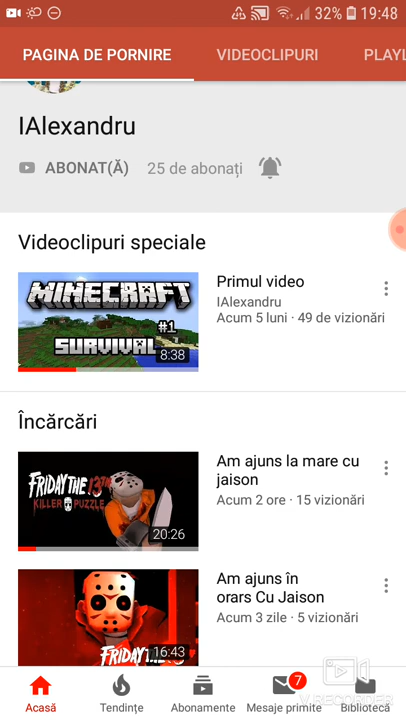 32% 19:48
PAGINA DE PORNIRE VIDEOCLIPURI PLAYL
IAlexandru
ABONAT(Ă) 25 de abonați
Videoclipuri speciale
MINECRAFT
#1
SURVIVAL
8:38
Primul video
IAlexandru
Acum 5 luni · 49 de vizionări
Încărcări
FRIDAY THE 13TH
KILLER PUZZLE
20:26
Am ajuns la mare cu
jaison
Acum 2 ore · 15 vizionări
FRIDAY
16:43
Am ajuns în
orars Cu Jaison
Acum 3 zile · 5 vizionări
7
Acasă Tendințe Abonamente Mesaje primite Bibliotecă
V.RECORDER